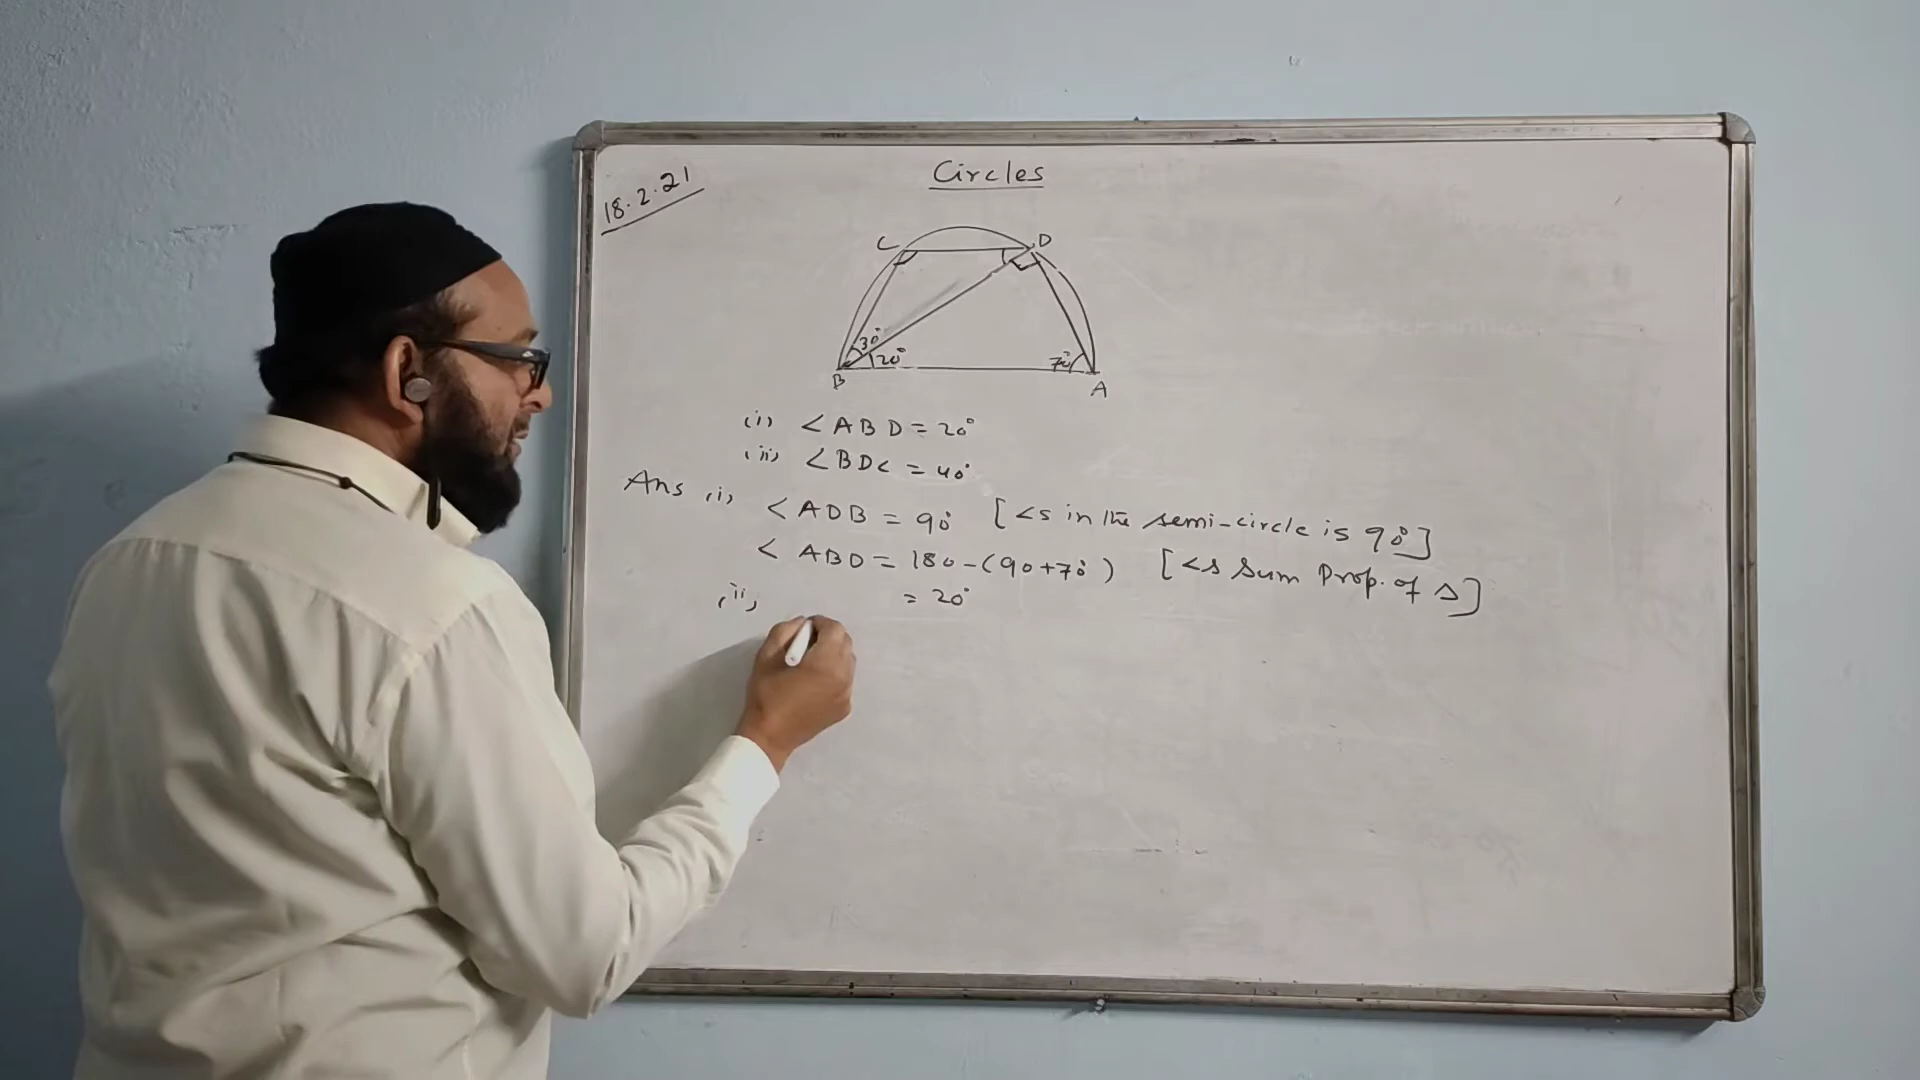 18.2.21
Circles
C D
30°
20° 70°
B A
(i) ∠ABD = 20°
(ii) ∠BDC = 40°
Ans (i) ∠ADB = 90° [∠s in the semi-circle is 90°]
∠ABD = 180-(90+70°) [∠s Sum Prop. of Δ]
(ii) = 20°